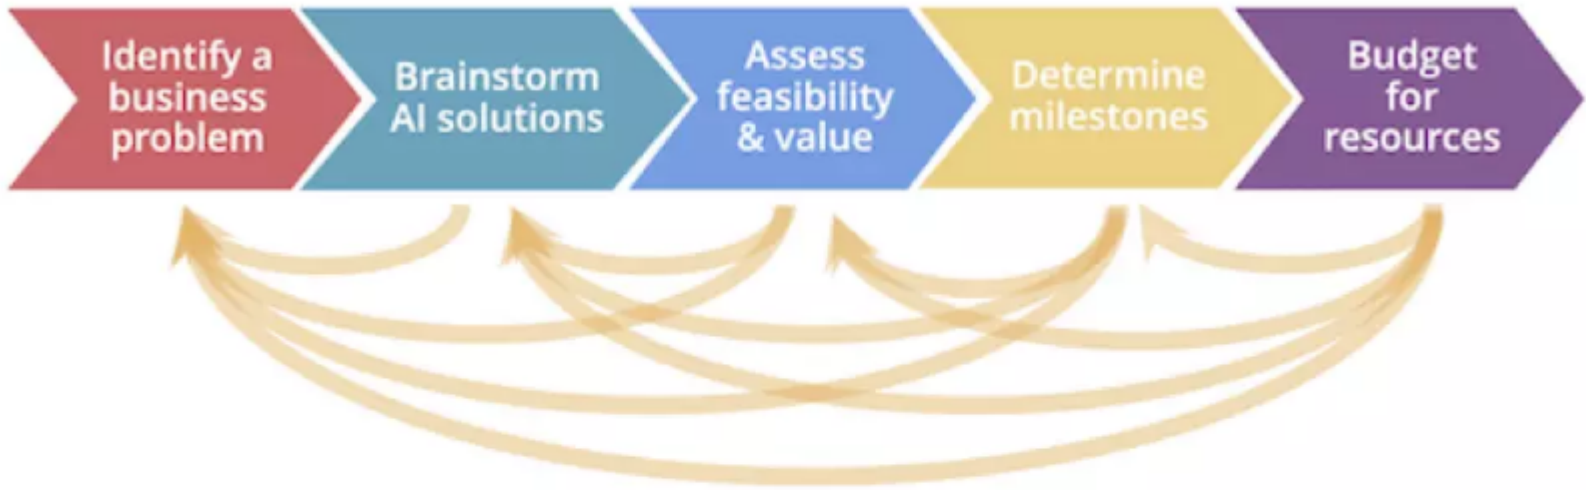 Identify a
business
problem
Brainstorm
AI solutions
Assess
feasibility
& value
Determine
milestones
Budget
for
resources